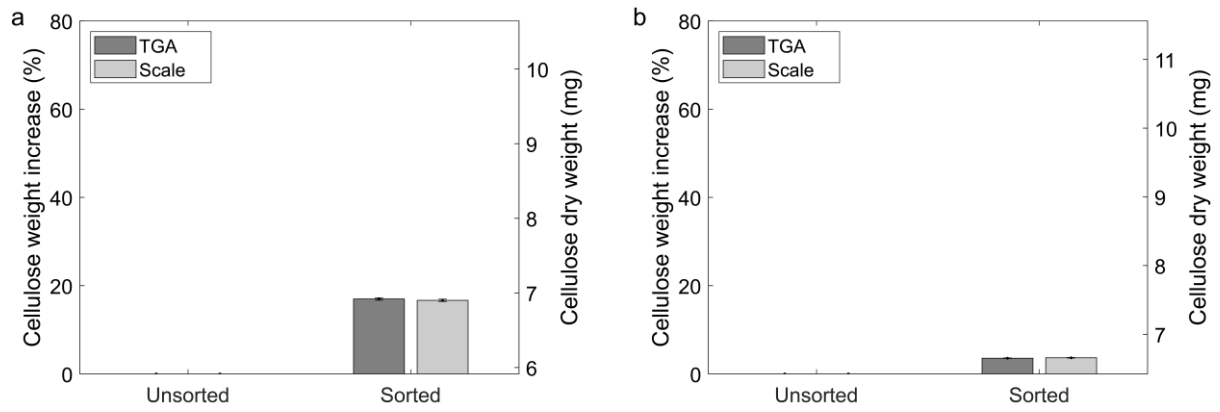 a
Cellulose weight increase (%)
80
60
40
20
0
TGA
Scale
Unsorted
Sorted
10
9
8
7
6
Cellulose dry weight (mg)
b
Cellulose weight increase (%)
80
60
40
20
0
TGA
Scale
Unsorted
Sorted
11
10
9
8
7
Cellulose dry weight (mg)